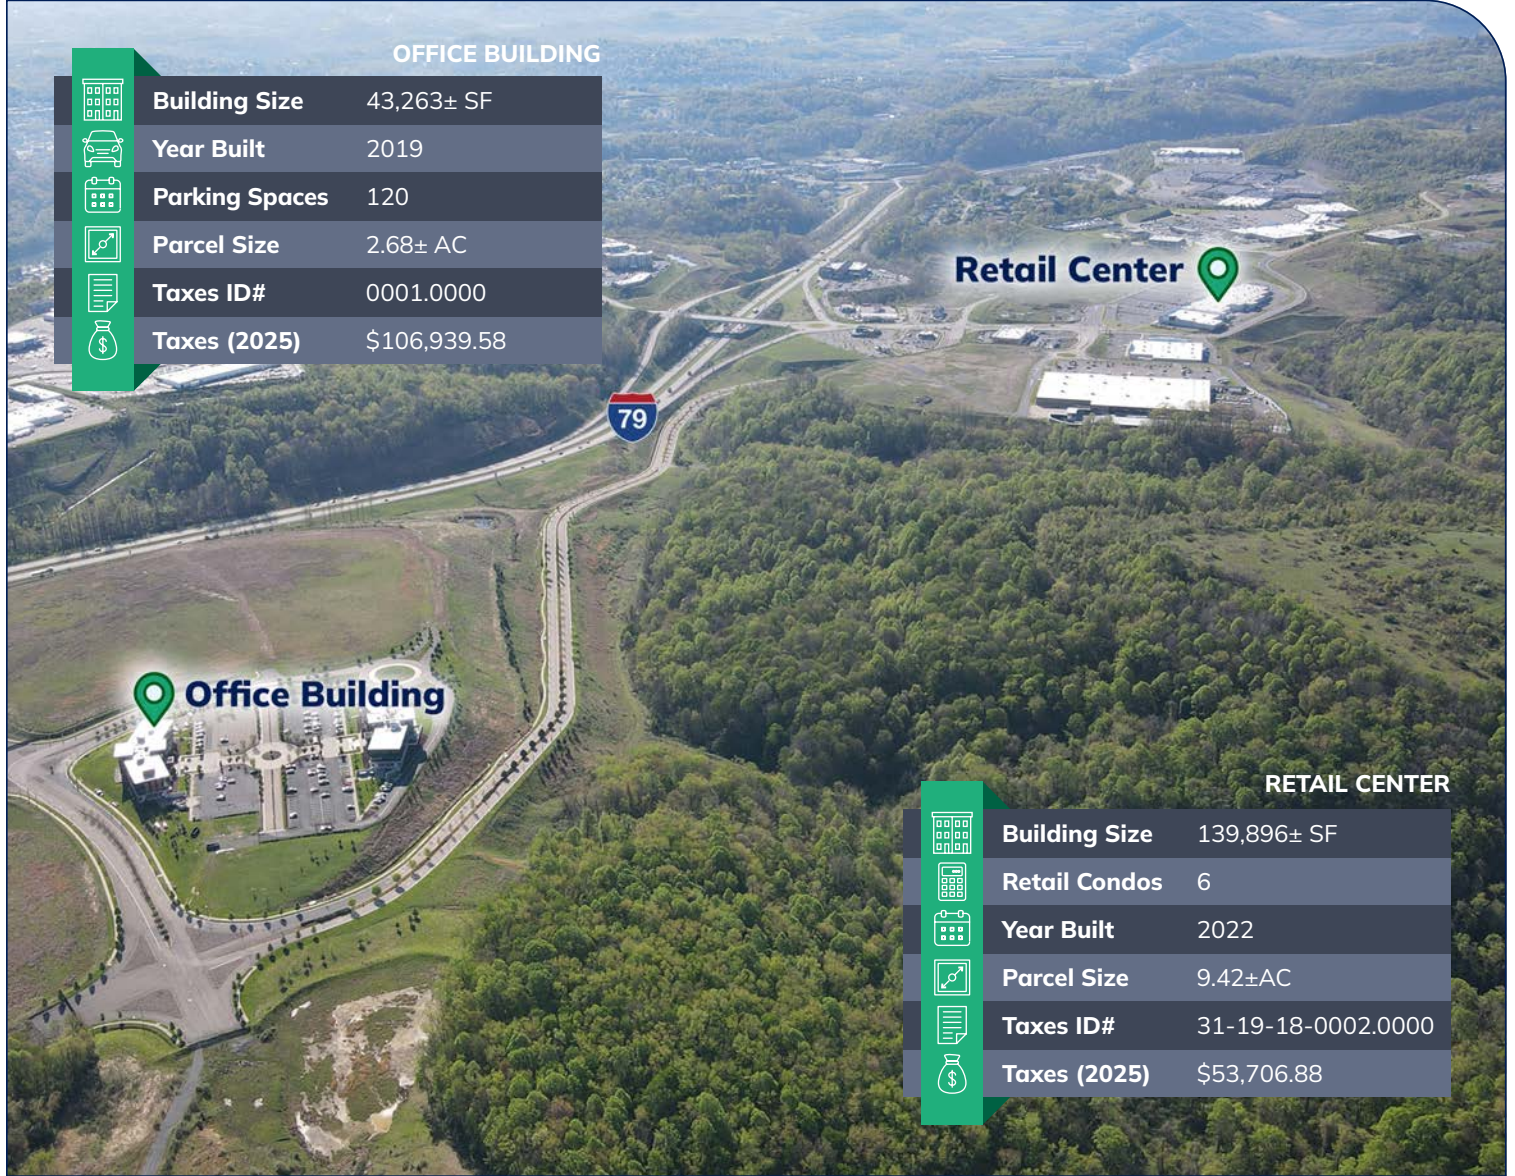 OFFICE BUILDING
Building Size 43,263± SF
Year Built 2019
Parking Spaces 120
Parcel Size 2.68± AC
Taxes ID# 0001.0000
Taxes (2025) $106,939.58
Retail Center
79
Office Building
RETAIL CENTER
Building Size 139,896± SF
Retail Condos 6
Year Built 2022
Parcel Size 9.42±AC
Taxes ID# 31-19-18-0002.0000
Taxes (2025) $53,706.88